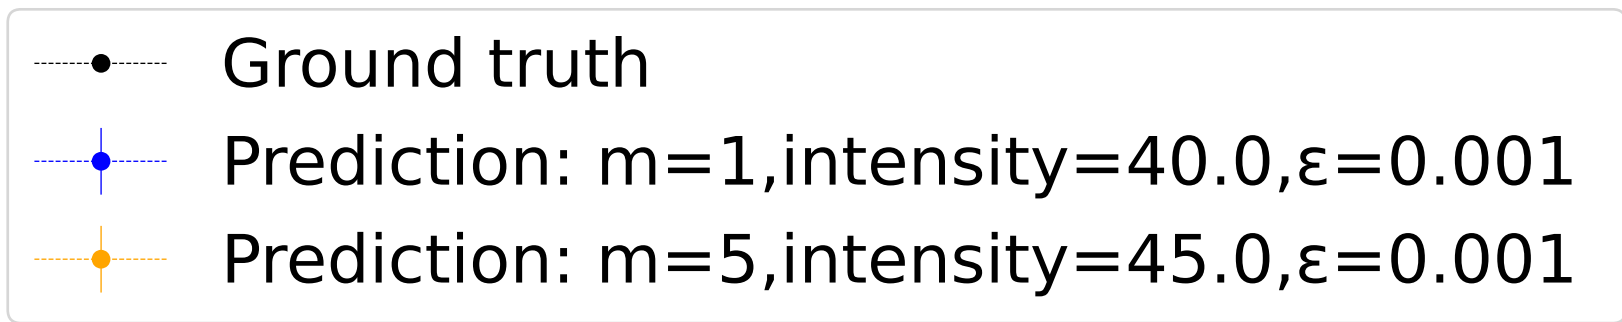 Ground truth
Prediction: m=1,intensity=40.0,ε=0.001
Prediction: m=5,intensity=45.0,ε=0.001